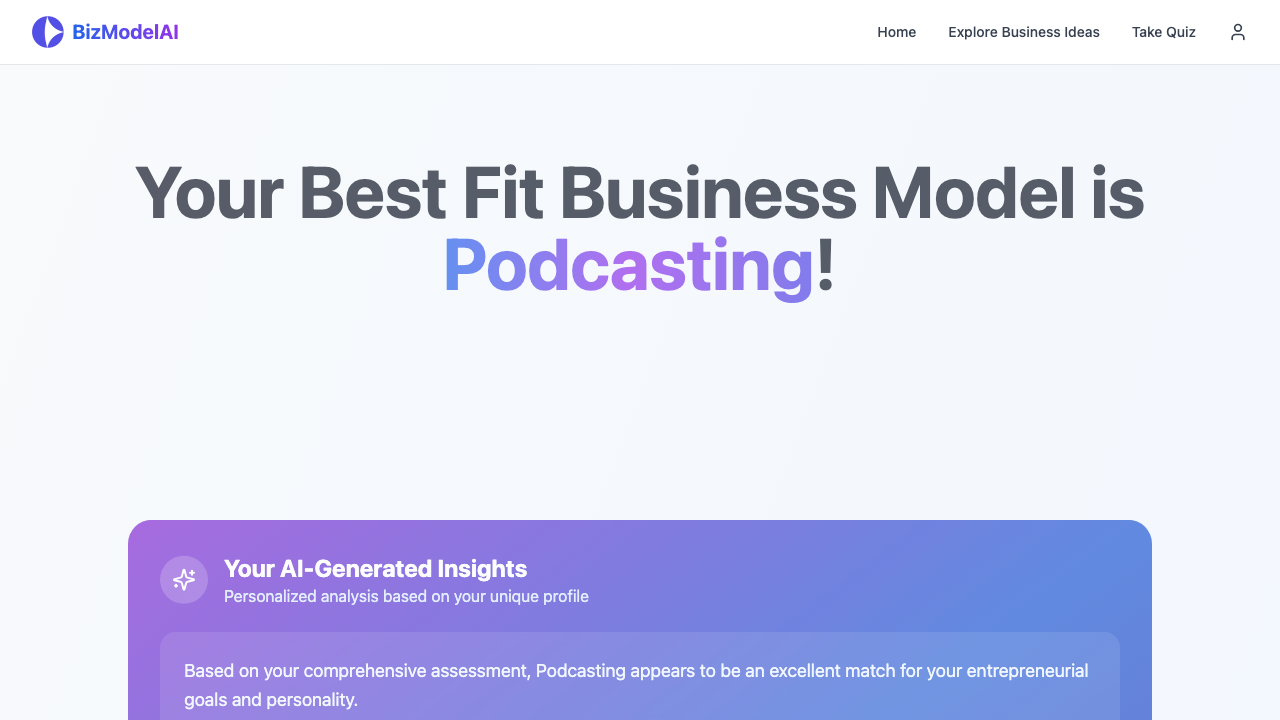 BizModelAI
Home
Explore Business Ideas
Take Quiz
Your Best Fit Business Model is
Podcasting!
Your AI-Generated Insights
Personalized analysis based on your unique profile
Based on your comprehensive assessment, Podcasting appears to be an excellent match for your entrepreneurial
goals and personality.